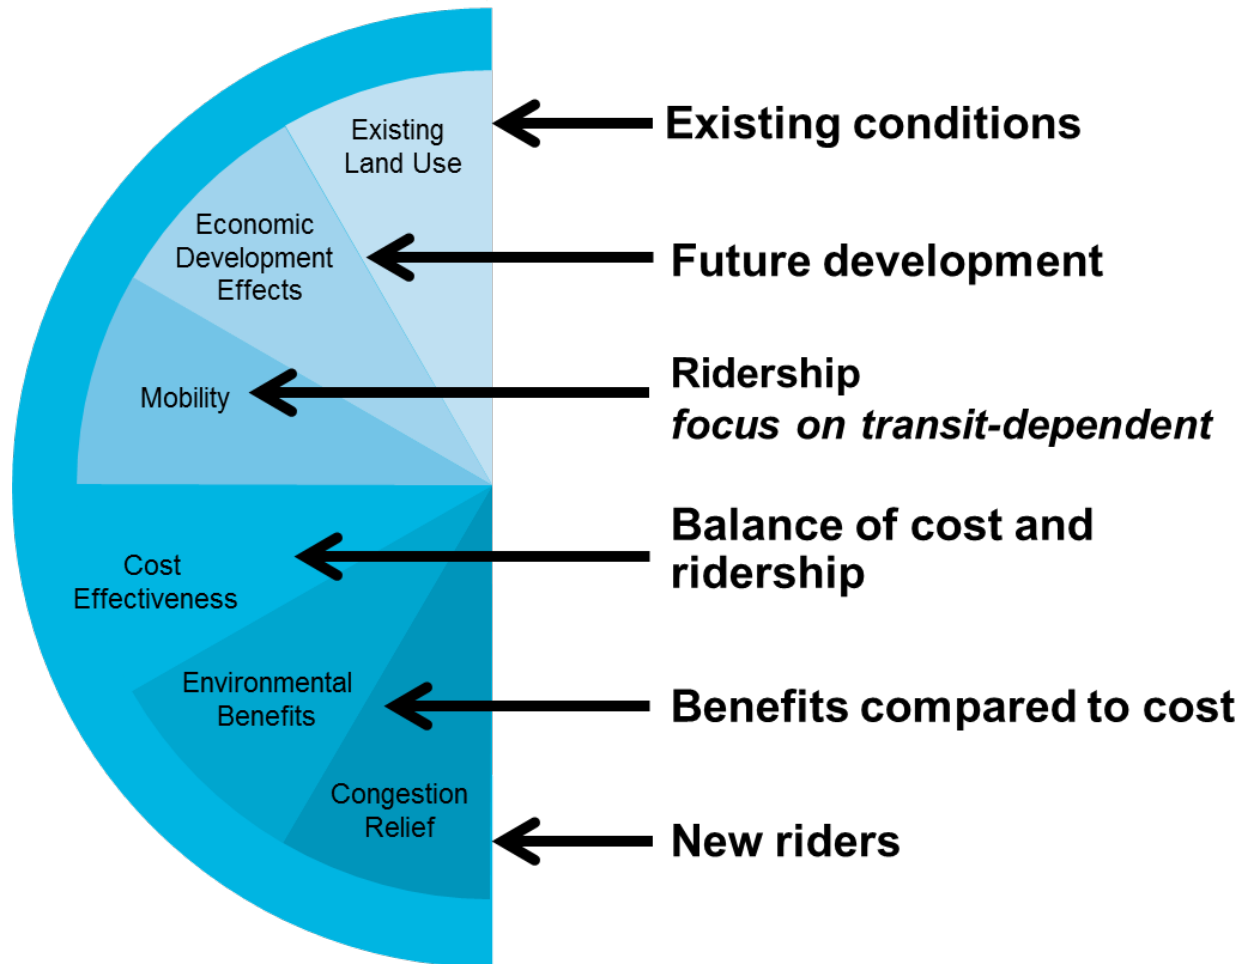 Existing
Land Use
Existing conditions
Economic
Development
Effects
Future development
Mobility
Ridership
focus on transit-dependent
Cost
Effectiveness
Balance of cost and
ridership
Environmental
Benefits
Benefits compared to cost
Congestion
Relief
New riders